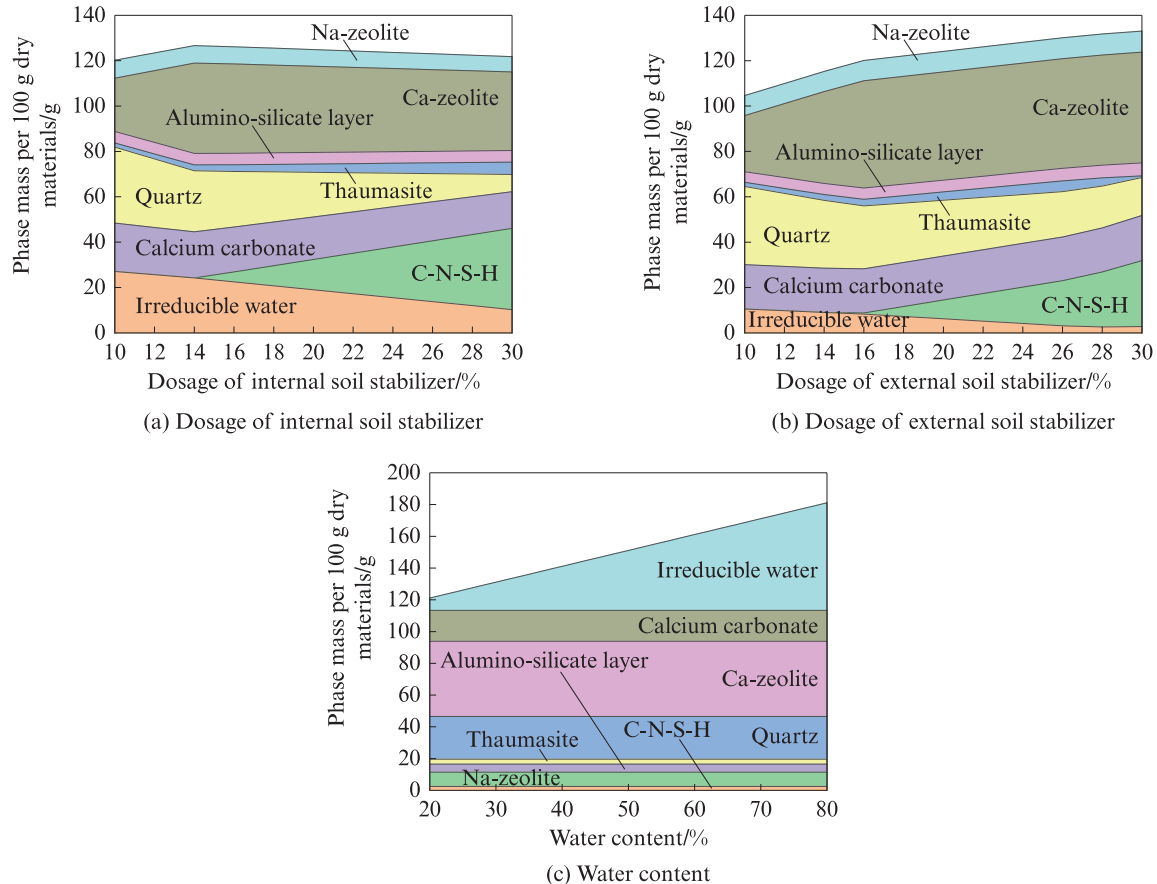 Phase mass per 100 g dry
materials/g
140
120
100
80
60
40
20
0
Na-zeolite
Ca-zeolite
Alumino-silicate layer
Thaumasite
Quartz
Calcium carbonate
C-N-S-H
Irreducible water
10 12 14 16 18 20 22 24 26 28 30
Dosage of internal soil stabilizer/%
(a) Dosage of internal soil stabilizer
Phase mass per 100 g dry
materials/g
140
120
100
80
60
40
20
0
Na-zeolite
Ca-zeolite
Alumino-silicate layer
Thaumasite
Quartz
Calcium carbonate
C-N-S-H
Irreducible water
10 12 14 16 18 20 22 24 26 28 30
Dosage of external soil stabilizer/%
(b) Dosage of external soil stabilizer
Phase mass per 100 g dry
materials/g
200
180
160
140
120
100
80
60
40
20
0
Irreducible water
Calcium carbonate
Alumino-silicate layer
Ca-zeolite
C-N-S-H
Quartz
Thaumasite
Na-zeolite
20 30 40 50 60 70 80
Water content/%
(c) Water content